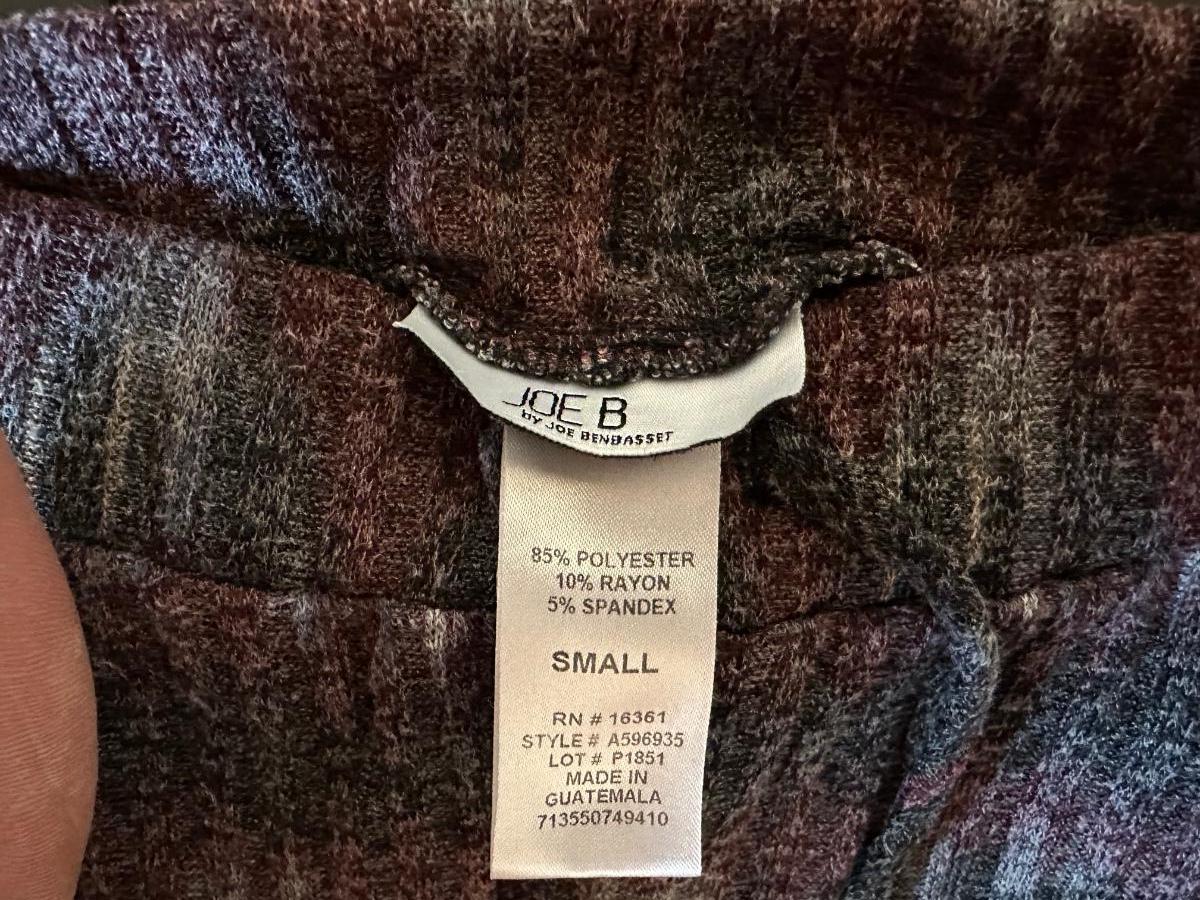 JOE B
BY JOE BENBASSET
85% POLYESTER
10% RAYON
5% SPANDEX
SMALL
RN # 16361
STYLE # A596935
LOT # P1851
MADE IN
GUATEMALA
713550749410